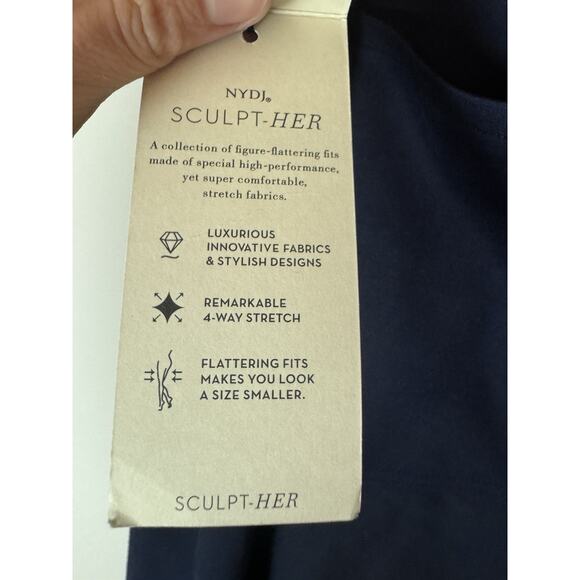 NYDJ®
SCULPT-HER
A collection of figure-flattering fits
made of special high-performance,
yet super comfortable,
stretch fabrics.
LUXURIOUS
INNOVATIVE FABRICS
& STYLISH DESIGNS
REMARKABLE
4-WAY STRETCH
FLATTERING FITS
MAKES YOU LOOK
A SIZE SMALLER.
SCULPT-HER